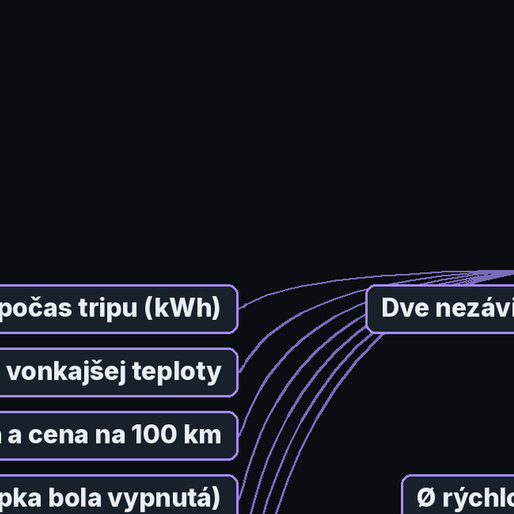 počas tripu (kWh)
Dve nezávi
vonkajšej teploty
a cena na 100 km
pka bola vypnutá)
Ø rýchlo